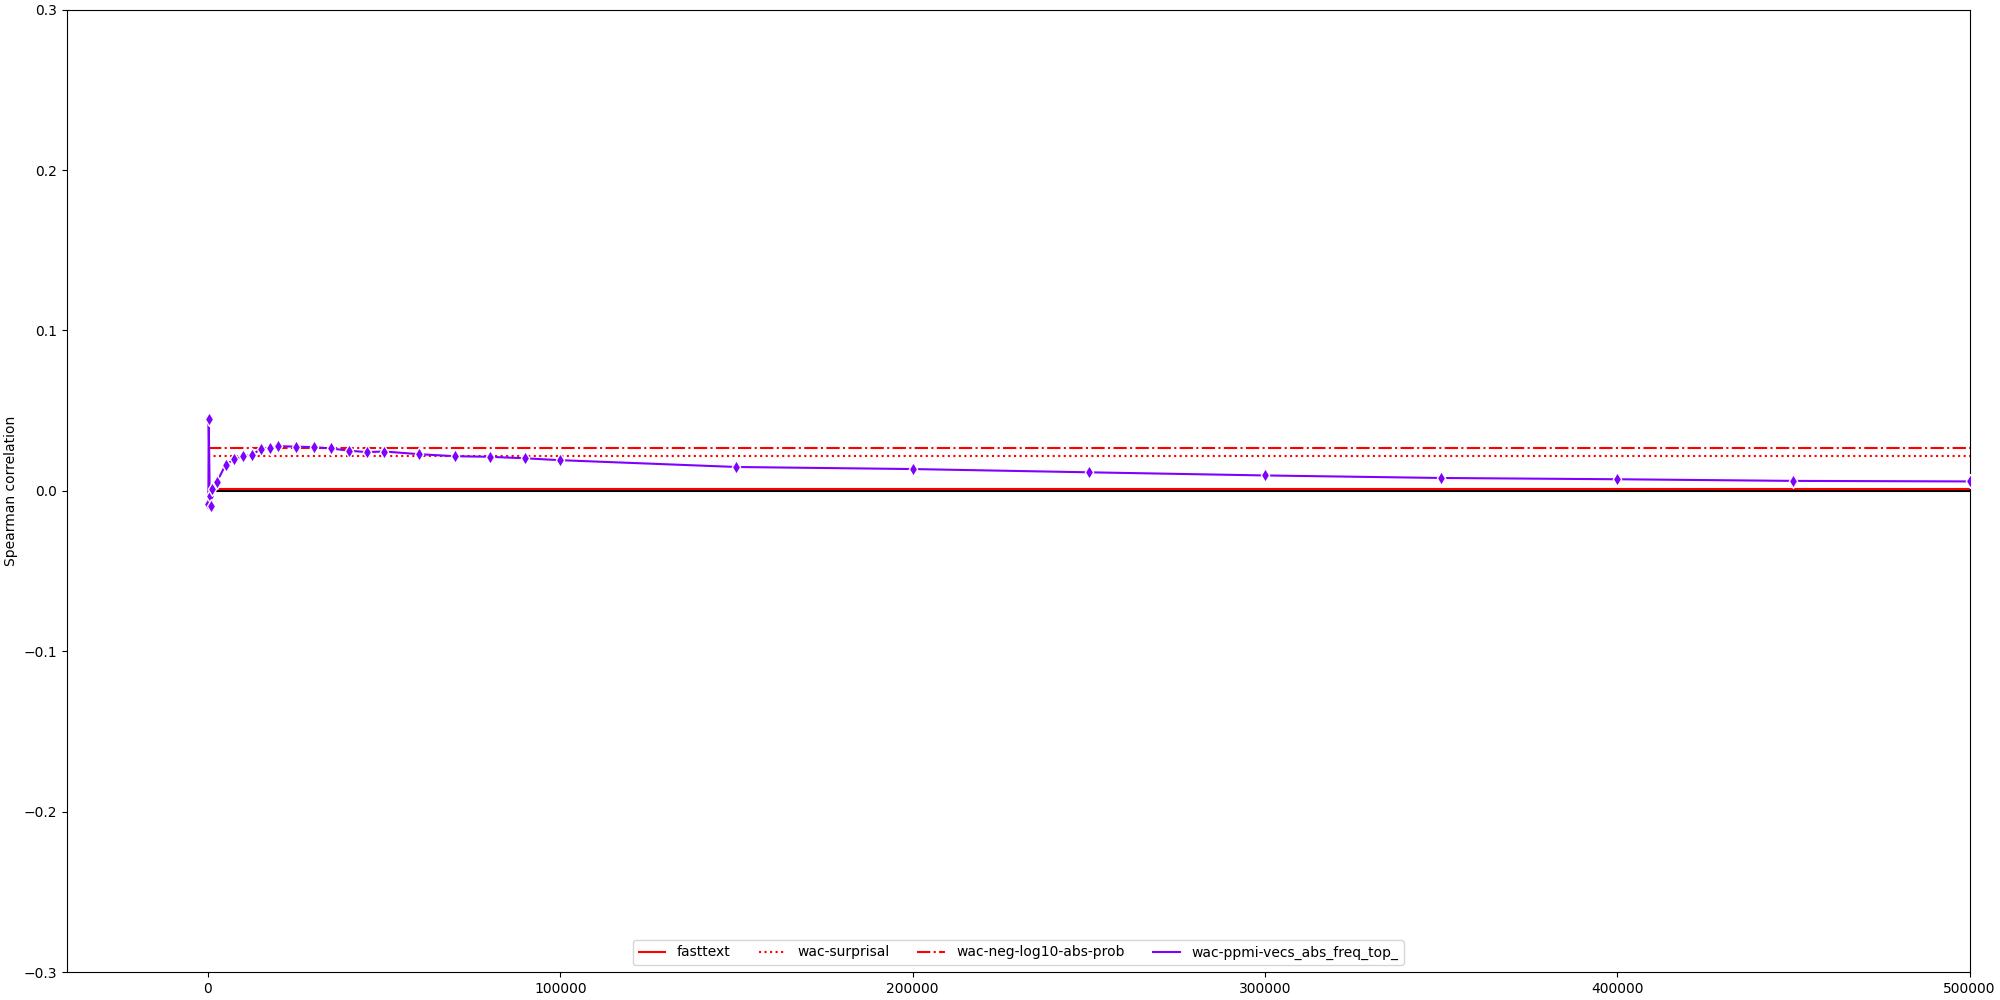 0.3
0.2
0.1
0.0
−0.1
−0.2
−0.3
Spearman correlation
fasttext wac-surprisal wac-neg-log10-abs-prob wac-ppmi-vecs_abs_freq_top_
0 100000 200000 300000 400000 500000